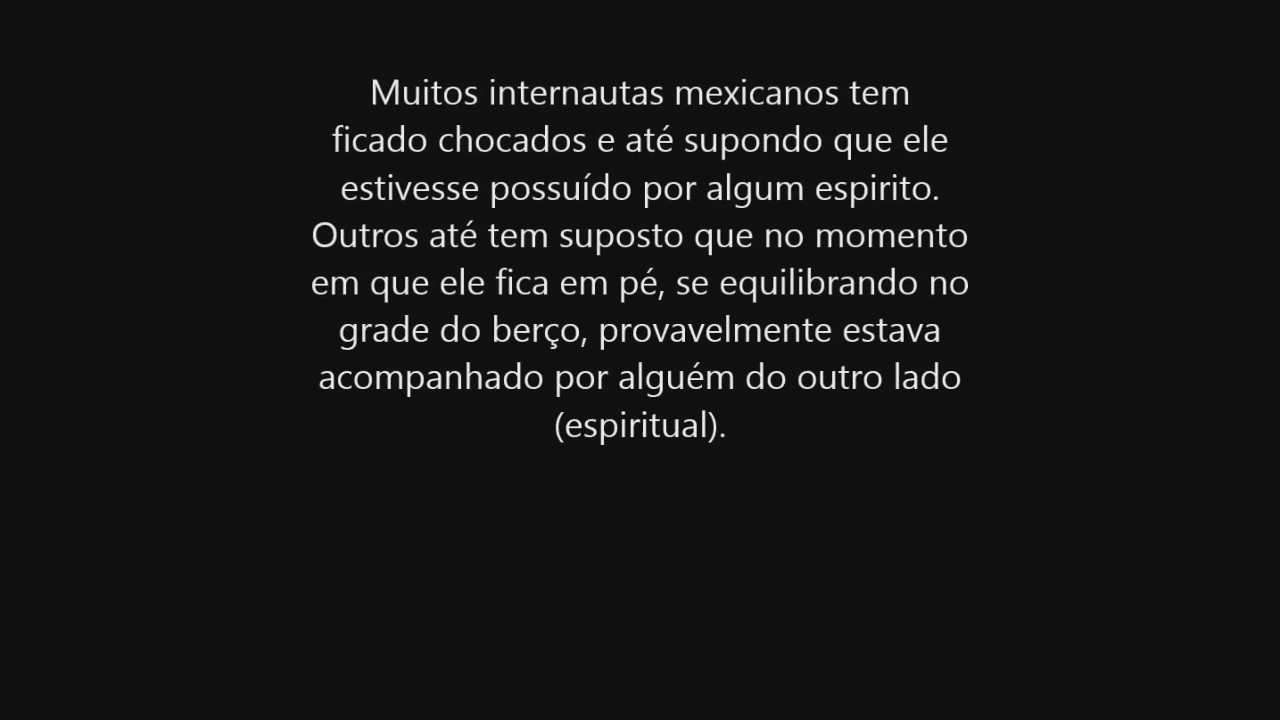 Muitos internautas mexicanos tem
ficado chocados e até supondo que ele
estivesse possuído por algum espirito.
Outros até tem suposto que no momento
em que ele fica em pé, se equilibrando no
grade do berço, provavelmente estava
acompanhado por alguém do outro lado
(espiritual).